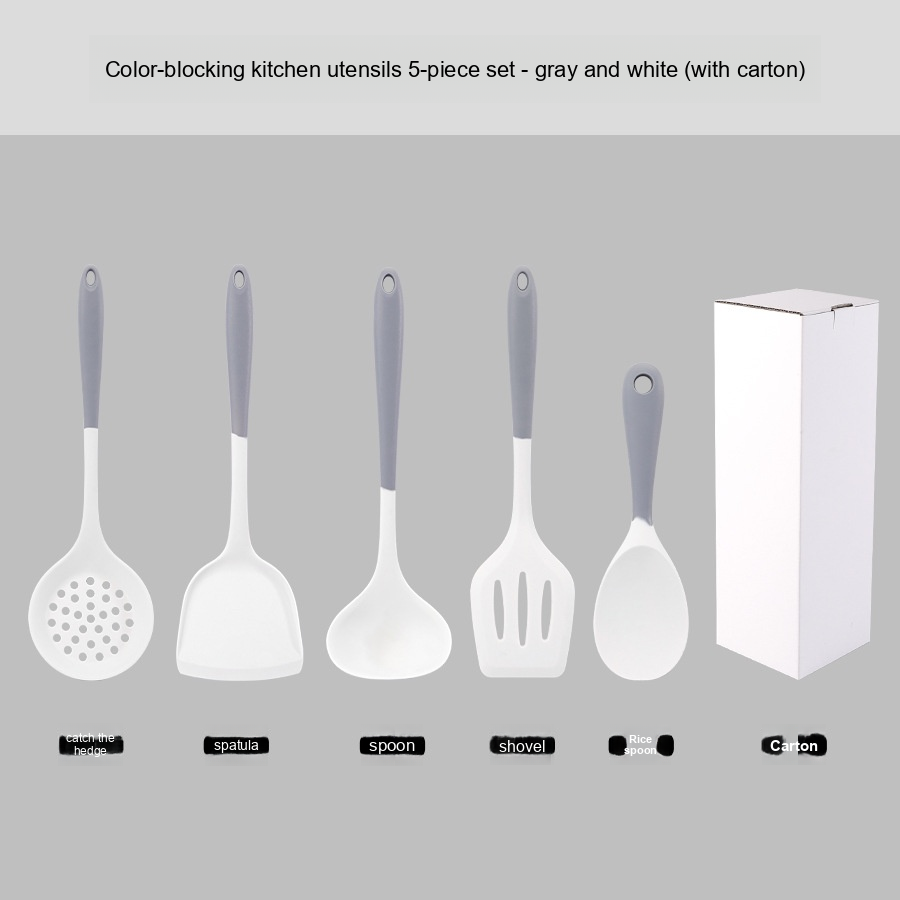 Color-blocking kitchen utensils 5-piece set - gray and white (with carton)
catch the
hedge
spatula
spoon
shovel
Rice
spoon
Carton